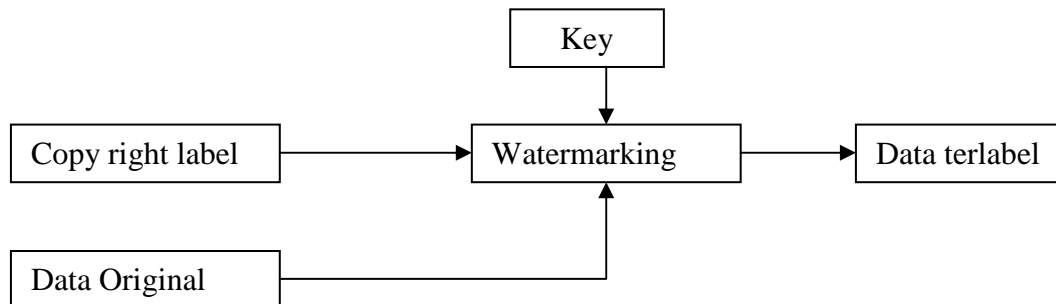 Key
Copy right label
Watermarking
Data terlabel
Data Original